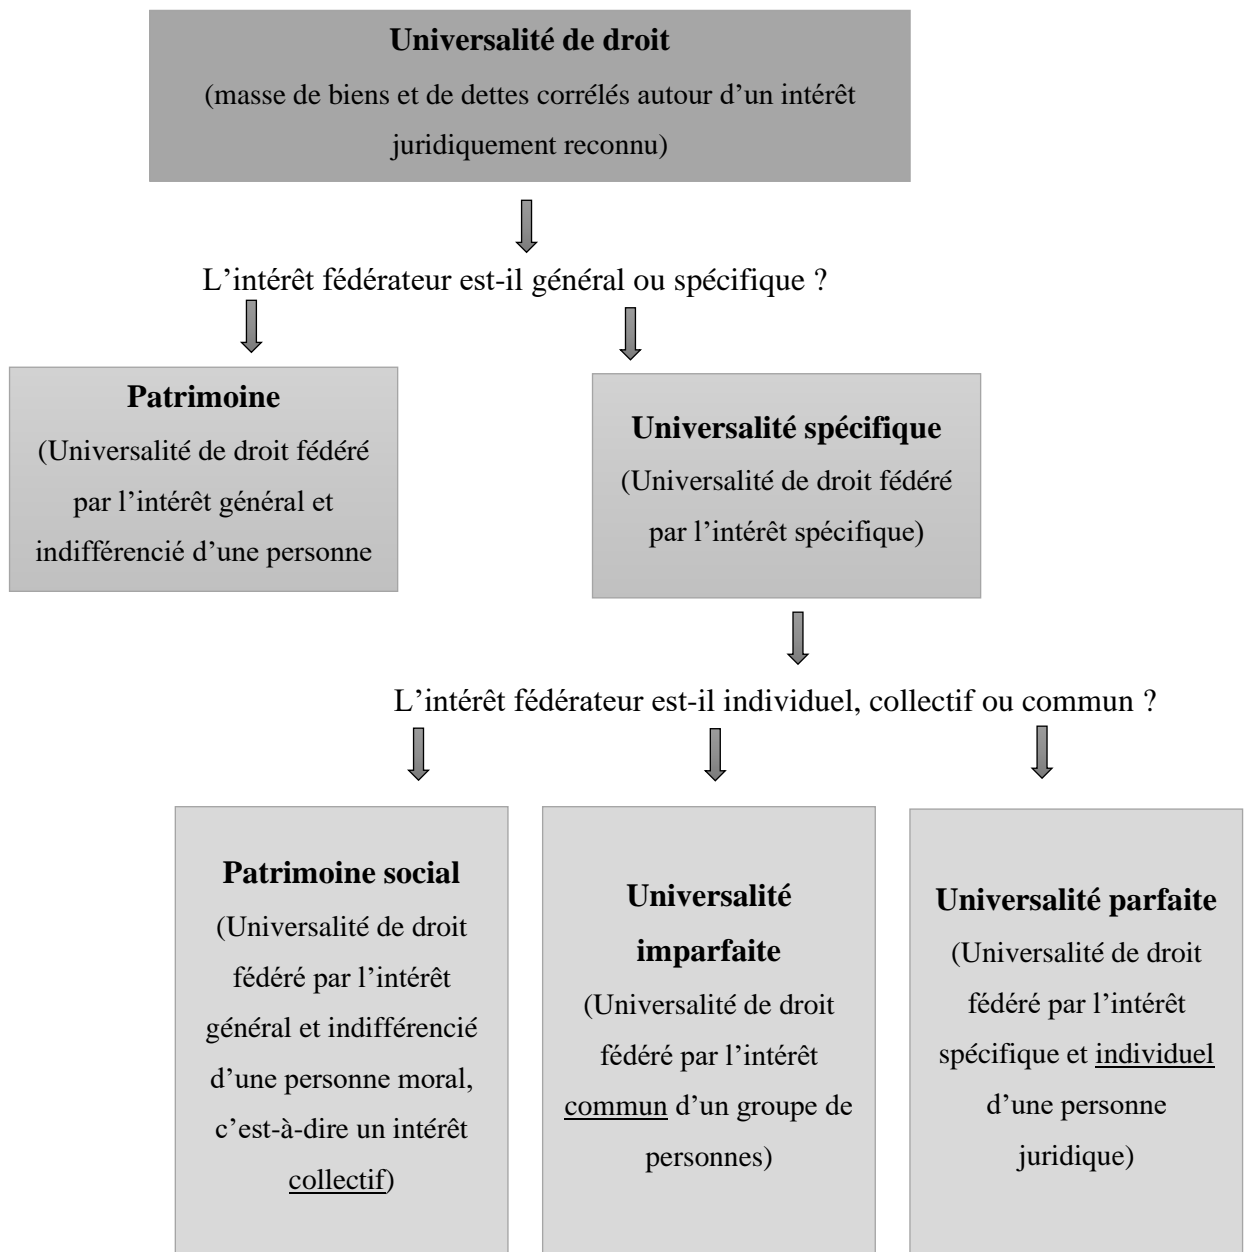 Universalité de droit
(masse de biens et de dettes corrélés autour d’un intérêt
juridiquement reconnu)
L’intérêt fédérateur est-il général ou spécifique ?
Patrimoine
(Universalité de droit fédéré
par l’intérêt général et
indifférencié d’une personne
Universalité spécifique
(Universalité de droit fédéré
par l’intérêt spécifique)
L’intérêt fédérateur est-il individuel, collectif ou commun ?
Patrimoine social
(Universalité de droit
fédéré par l’intérêt
général et indifférencié
d’une personne moral,
c’est-à-dire un intérêt
collectif)
Universalité
imparfaite
(Universalité de droit
fédéré par l’intérêt
commun d’un groupe de
personnes)
Universalité parfaite
(Universalité de droit
fédéré par l’intérêt
spécifique et individuel
d’une personne
juridique)